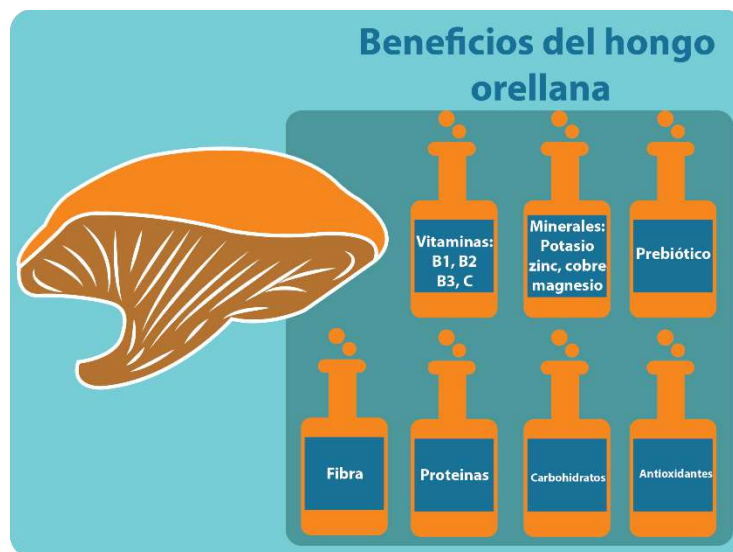 Beneficios del hongo
orellana
Vitaminas:
B1, B2
B3, C
Minerales:
Potasio
zinc, cobre
magnesio
Prebiótico
Fibra
Proteinas
Carbohidratos
Antioxidantes